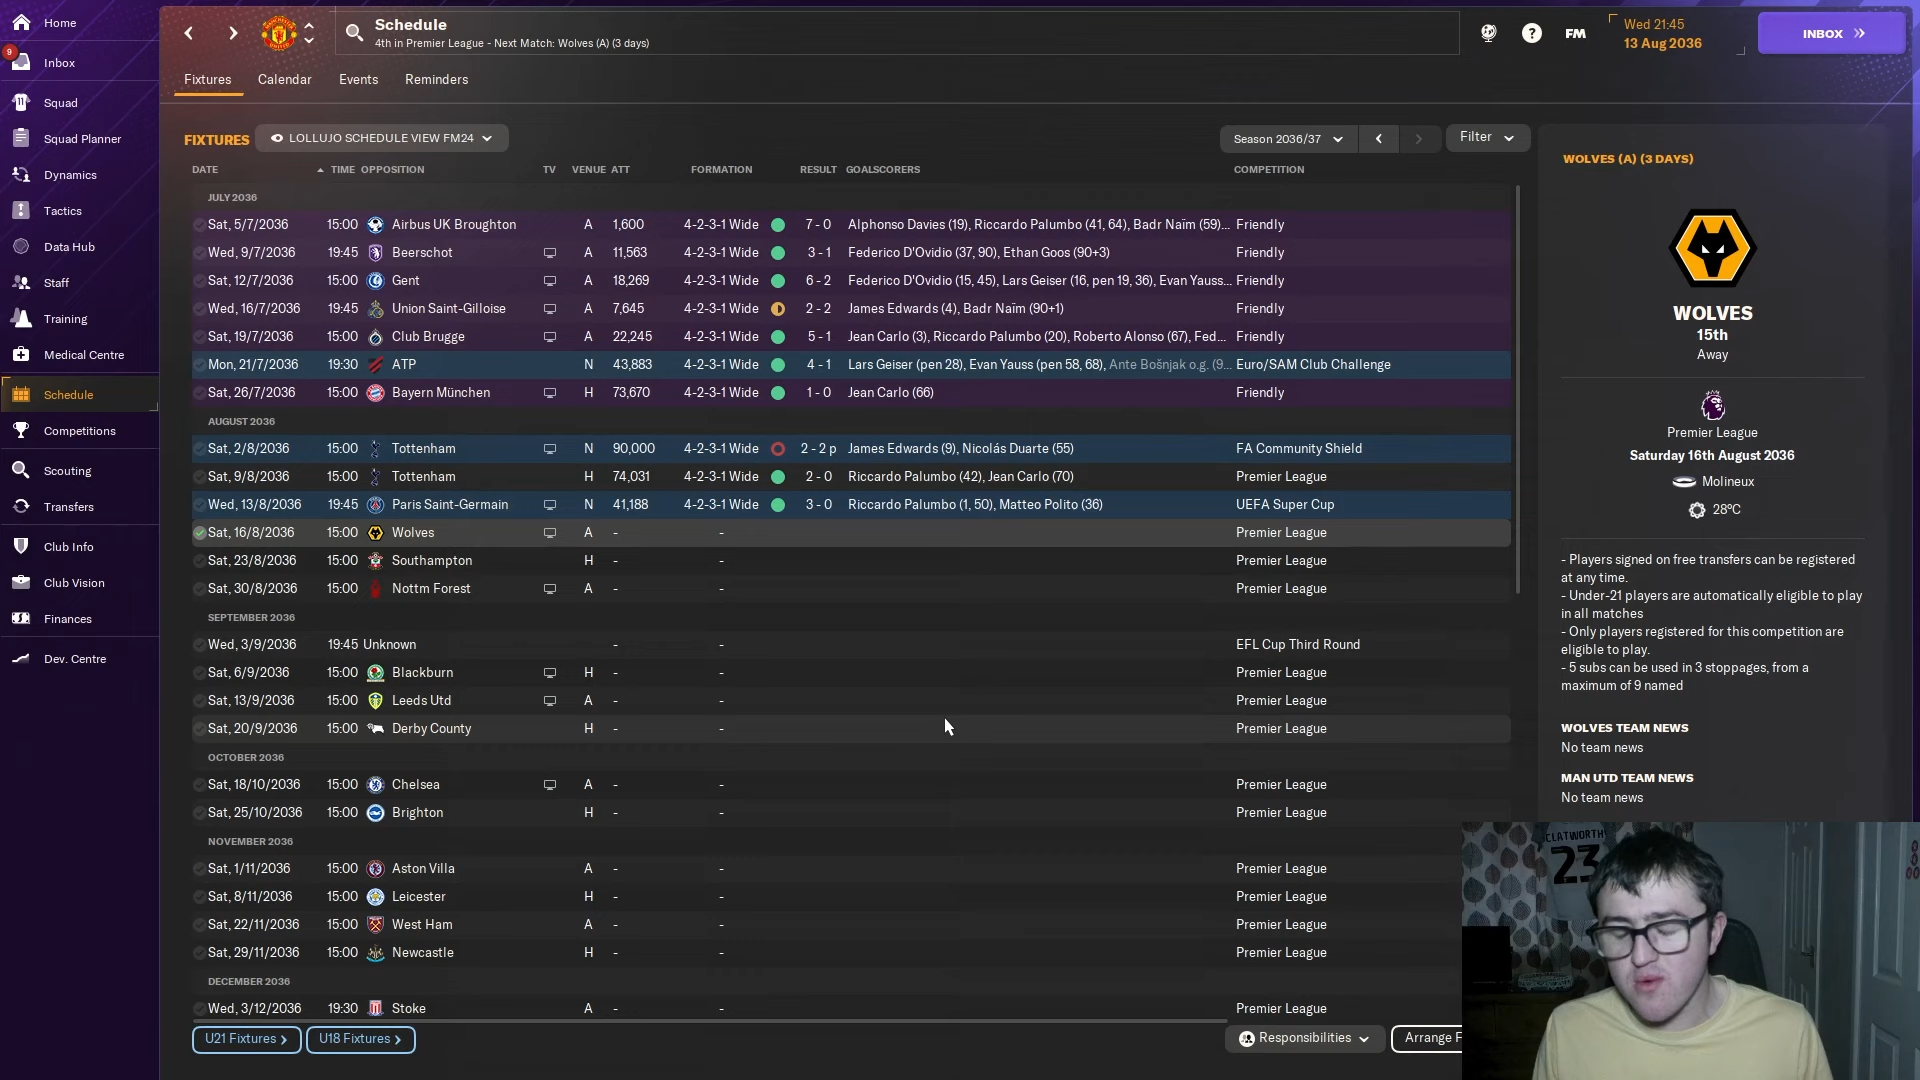 Home
9
Inbox
11
Squad
Squad Planner
Dynamics
Tactics
Data Hub
Staff
Training
Medical Centre
Schedule
Competitions
Scouting
Transfers
Club Info
Club Vision
Finances
Dev. Centre
Schedule
4th in Premier League - Next Match: Wolves (A) (3 days)
?
FM
Wed 21:45
13 Aug 2036
INBOX
Fixtures Calendar Events Reminders
FIXTURES LOLLUJO SCHEDULE VIEW FM24 Season 2036/37 Filter
DATE TIME OPPOSITION TV VENUE ATT FORMATION RESULT GOALSCORERS COMPETITION
JULY 2036
Sat, 5/7/2036 15:00 Airbus UK Broughton A 1,600 4-2-3-1 Wide 7 - 0 Alphonso Davies (19), Riccardo Palumbo (41, 64), Badr Naïm (59)... Friendly
Wed, 9/7/2036 19:45 Beerschot A 11,563 4-2-3-1 Wide 3 - 1 Federico D'Ovidio (37, 90), Ethan Goos (90+3) Friendly
Sat, 12/7/2036 15:00 Gent A 18,269 4-2-3-1 Wide 6 - 2 Federico D'Ovidio (15, 45), Lars Geiser (16, pen 19, 36), Evan Yauss... Friendly
Wed, 16/7/2036 19:45 Union Saint-Gilloise A 7,645 4-2-3-1 Wide 2 - 2 James Edwards (4), Badr Naïm (90+1) Friendly
Sat, 19/7/2036 15:00 Club Brugge A 22,245 4-2-3-1 Wide 5 - 1 Jean Carlo (3), Riccardo Palumbo (20), Roberto Alonso (67), Fed... Friendly
Mon, 21/7/2036 19:30 ATP N 43,883 4-2-3-1 Wide 4 - 1 Lars Geiser (pen 28), Evan Yauss (pen 58, 68), Ante Bošnjak o.g. (9... Euro/SAM Club Challenge
Sat, 26/7/2036 15:00 Bayern München H 73,670 4-2-3-1 Wide 1 - 0 Jean Carlo (66) Friendly
AUGUST 2036
Sat, 2/8/2036 15:00 Tottenham N 90,000 4-2-3-1 Wide 2 - 2 p James Edwards (9), Nicolás Duarte (55) FA Community Shield
Sat, 9/8/2036 15:00 Tottenham H 74,031 4-2-3-1 Wide 2 - 0 Riccardo Palumbo (42), Jean Carlo (70) Premier League
Wed, 13/8/2036 19:45 Paris Saint-Germain N 41,188 4-2-3-1 Wide 3 - 0 Riccardo Palumbo (1, 50), Matteo Polito (36) UEFA Super Cup
Sat, 16/8/2036 15:00 Wolves A - - Premier League
Sat, 23/8/2036 15:00 Southampton H - - Premier League
Sat, 30/8/2036 15:00 Nottm Forest A - - Premier League
SEPTEMBER 2036
Wed, 3/9/2036 19:45 Unknown - - EFL Cup Third Round
Sat, 6/9/2036 15:00 Blackburn H - - Premier League
Sat, 13/9/2036 15:00 Leeds Utd A - - Premier League
Sat, 20/9/2036 15:00 Derby County H - - Premier League
OCTOBER 2036
Sat, 18/10/2036 15:00 Chelsea A - - Premier League
Sat, 25/10/2036 15:00 Brighton H - - Premier League
NOVEMBER 2036
Sat, 1/11/2036 15:00 Aston Villa A - - Premier League
Sat, 8/11/2036 15:00 Leicester H - - Premier League
Sat, 22/11/2036 15:00 West Ham A - - Premier League
Sat, 29/11/2036 15:00 Newcastle H - - Premier League
DECEMBER 2036
Wed, 3/12/2036 19:30 Stoke A - - Premier League
U21 Fixtures U18 Fixtures Responsibilities Arrange F
WOLVES (A) (3 DAYS)
WOLVES
15th
Away
Premier League
Saturday 16th August 2036
Molineux
28°C
- Players signed on free transfers can be registered
at any time.
- Under-21 players are automatically eligible to play
in all matches
- Only players registered for this competition are
eligible to play.
- 5 subs can be used in 3 stoppages, from a
maximum of 9 named
WOLVES TEAM NEWS
No team news
MAN UTD TEAM NEWS
No team news
CLATWORTHY
23